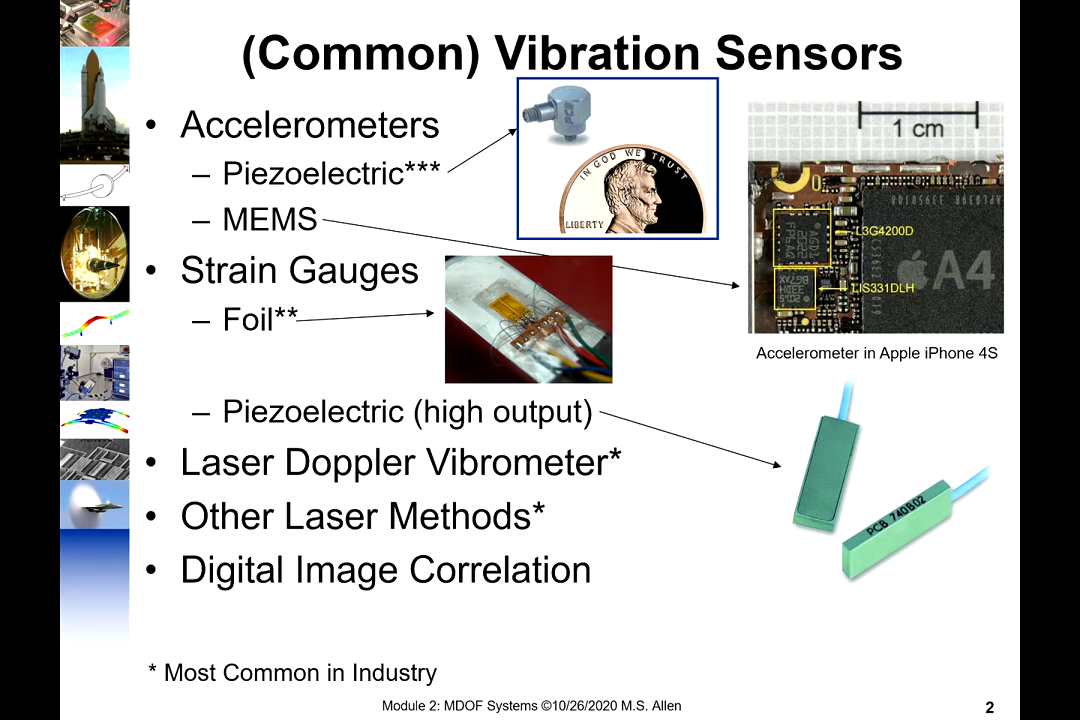 (Common) Vibration Sensors
• Accelerometers
– Piezoelectric***
– MEMS
• Strain Gauges
– Foil**
– Piezoelectric (high output)
• Laser Doppler Vibrometer*
• Other Laser Methods*
• Digital Image Correlation
* Most Common in Industry
PCB
IN GOD WE TRUST
LIBERTY
1 cm
L3G4200D
LIS331DLH
A4
Accelerometer in Apple iPhone 4S
PCB 740B02
Module 2: MDOF Systems ©10/26/2020 M.S. Allen
2